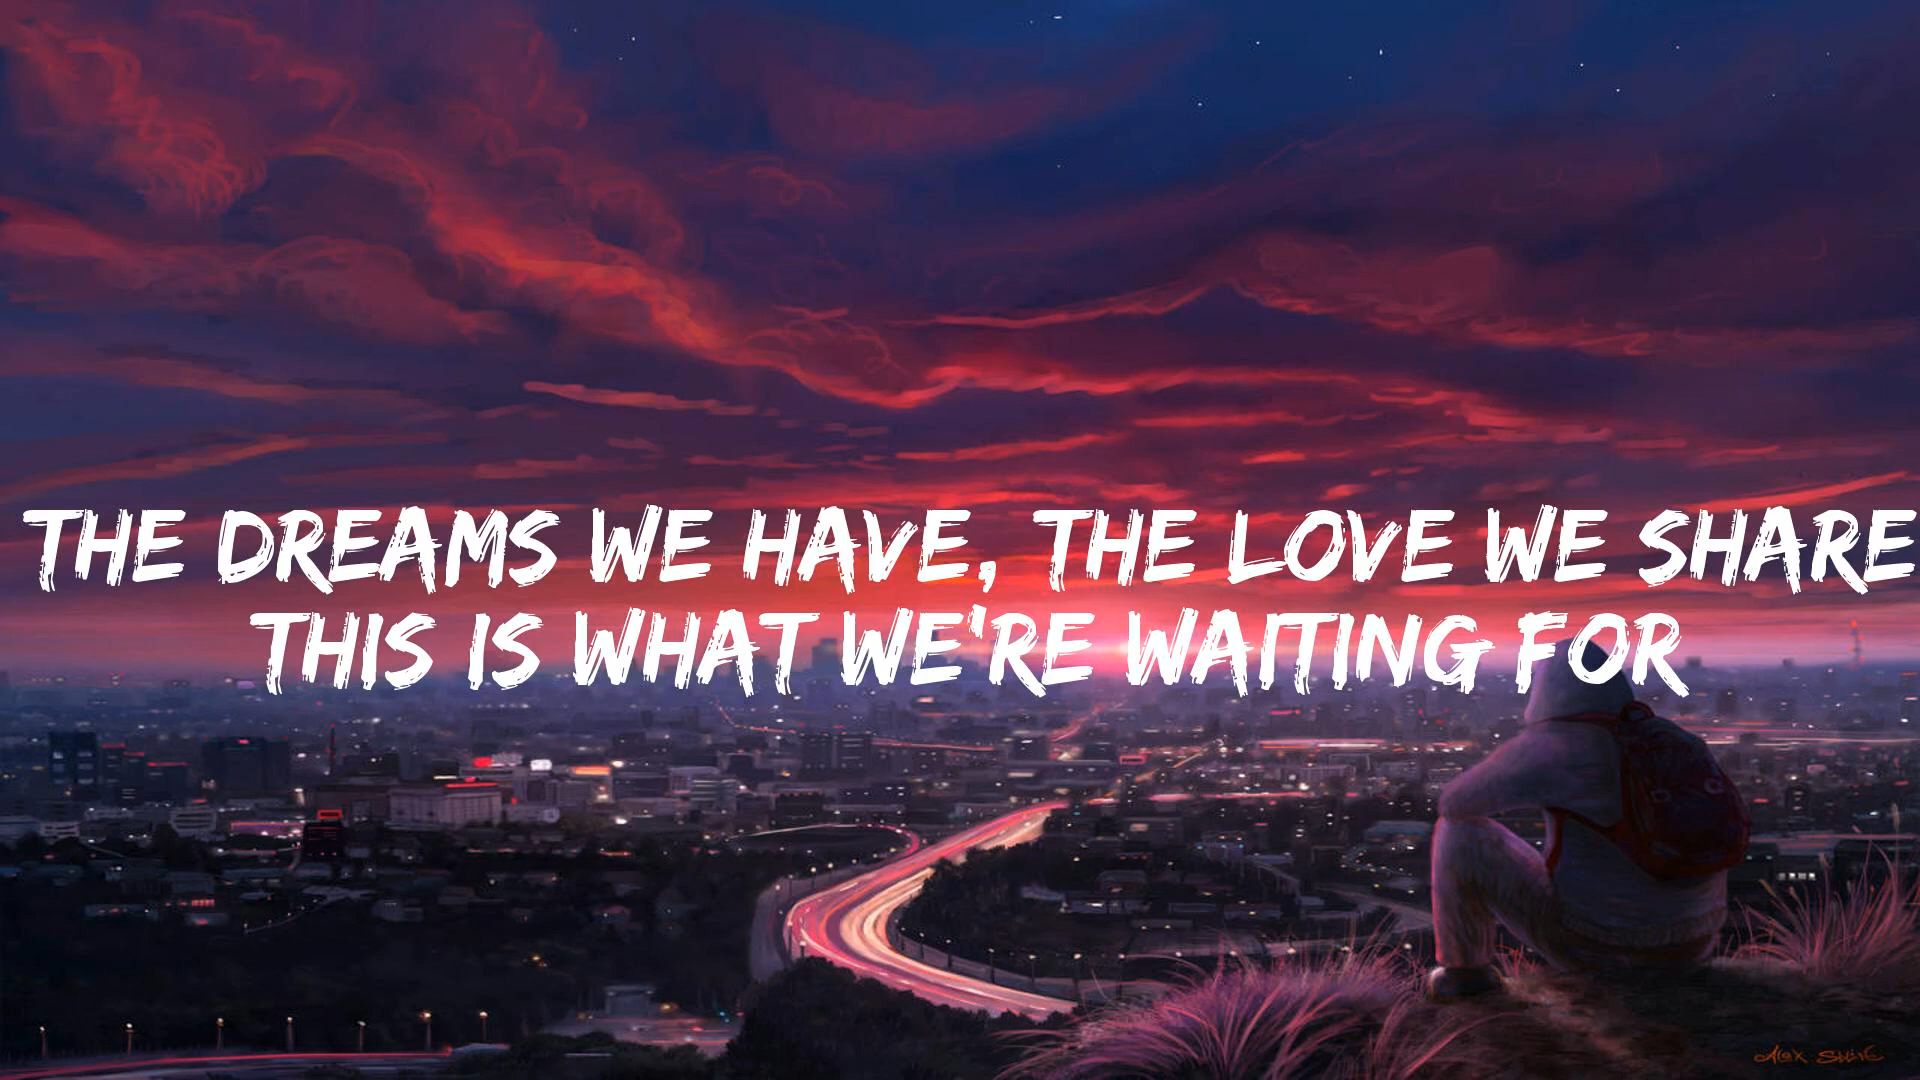 THE DREAMS WE HAVE, THE LOVE WE SHARE
THIS IS WHAT WE'RE WAITING FOR